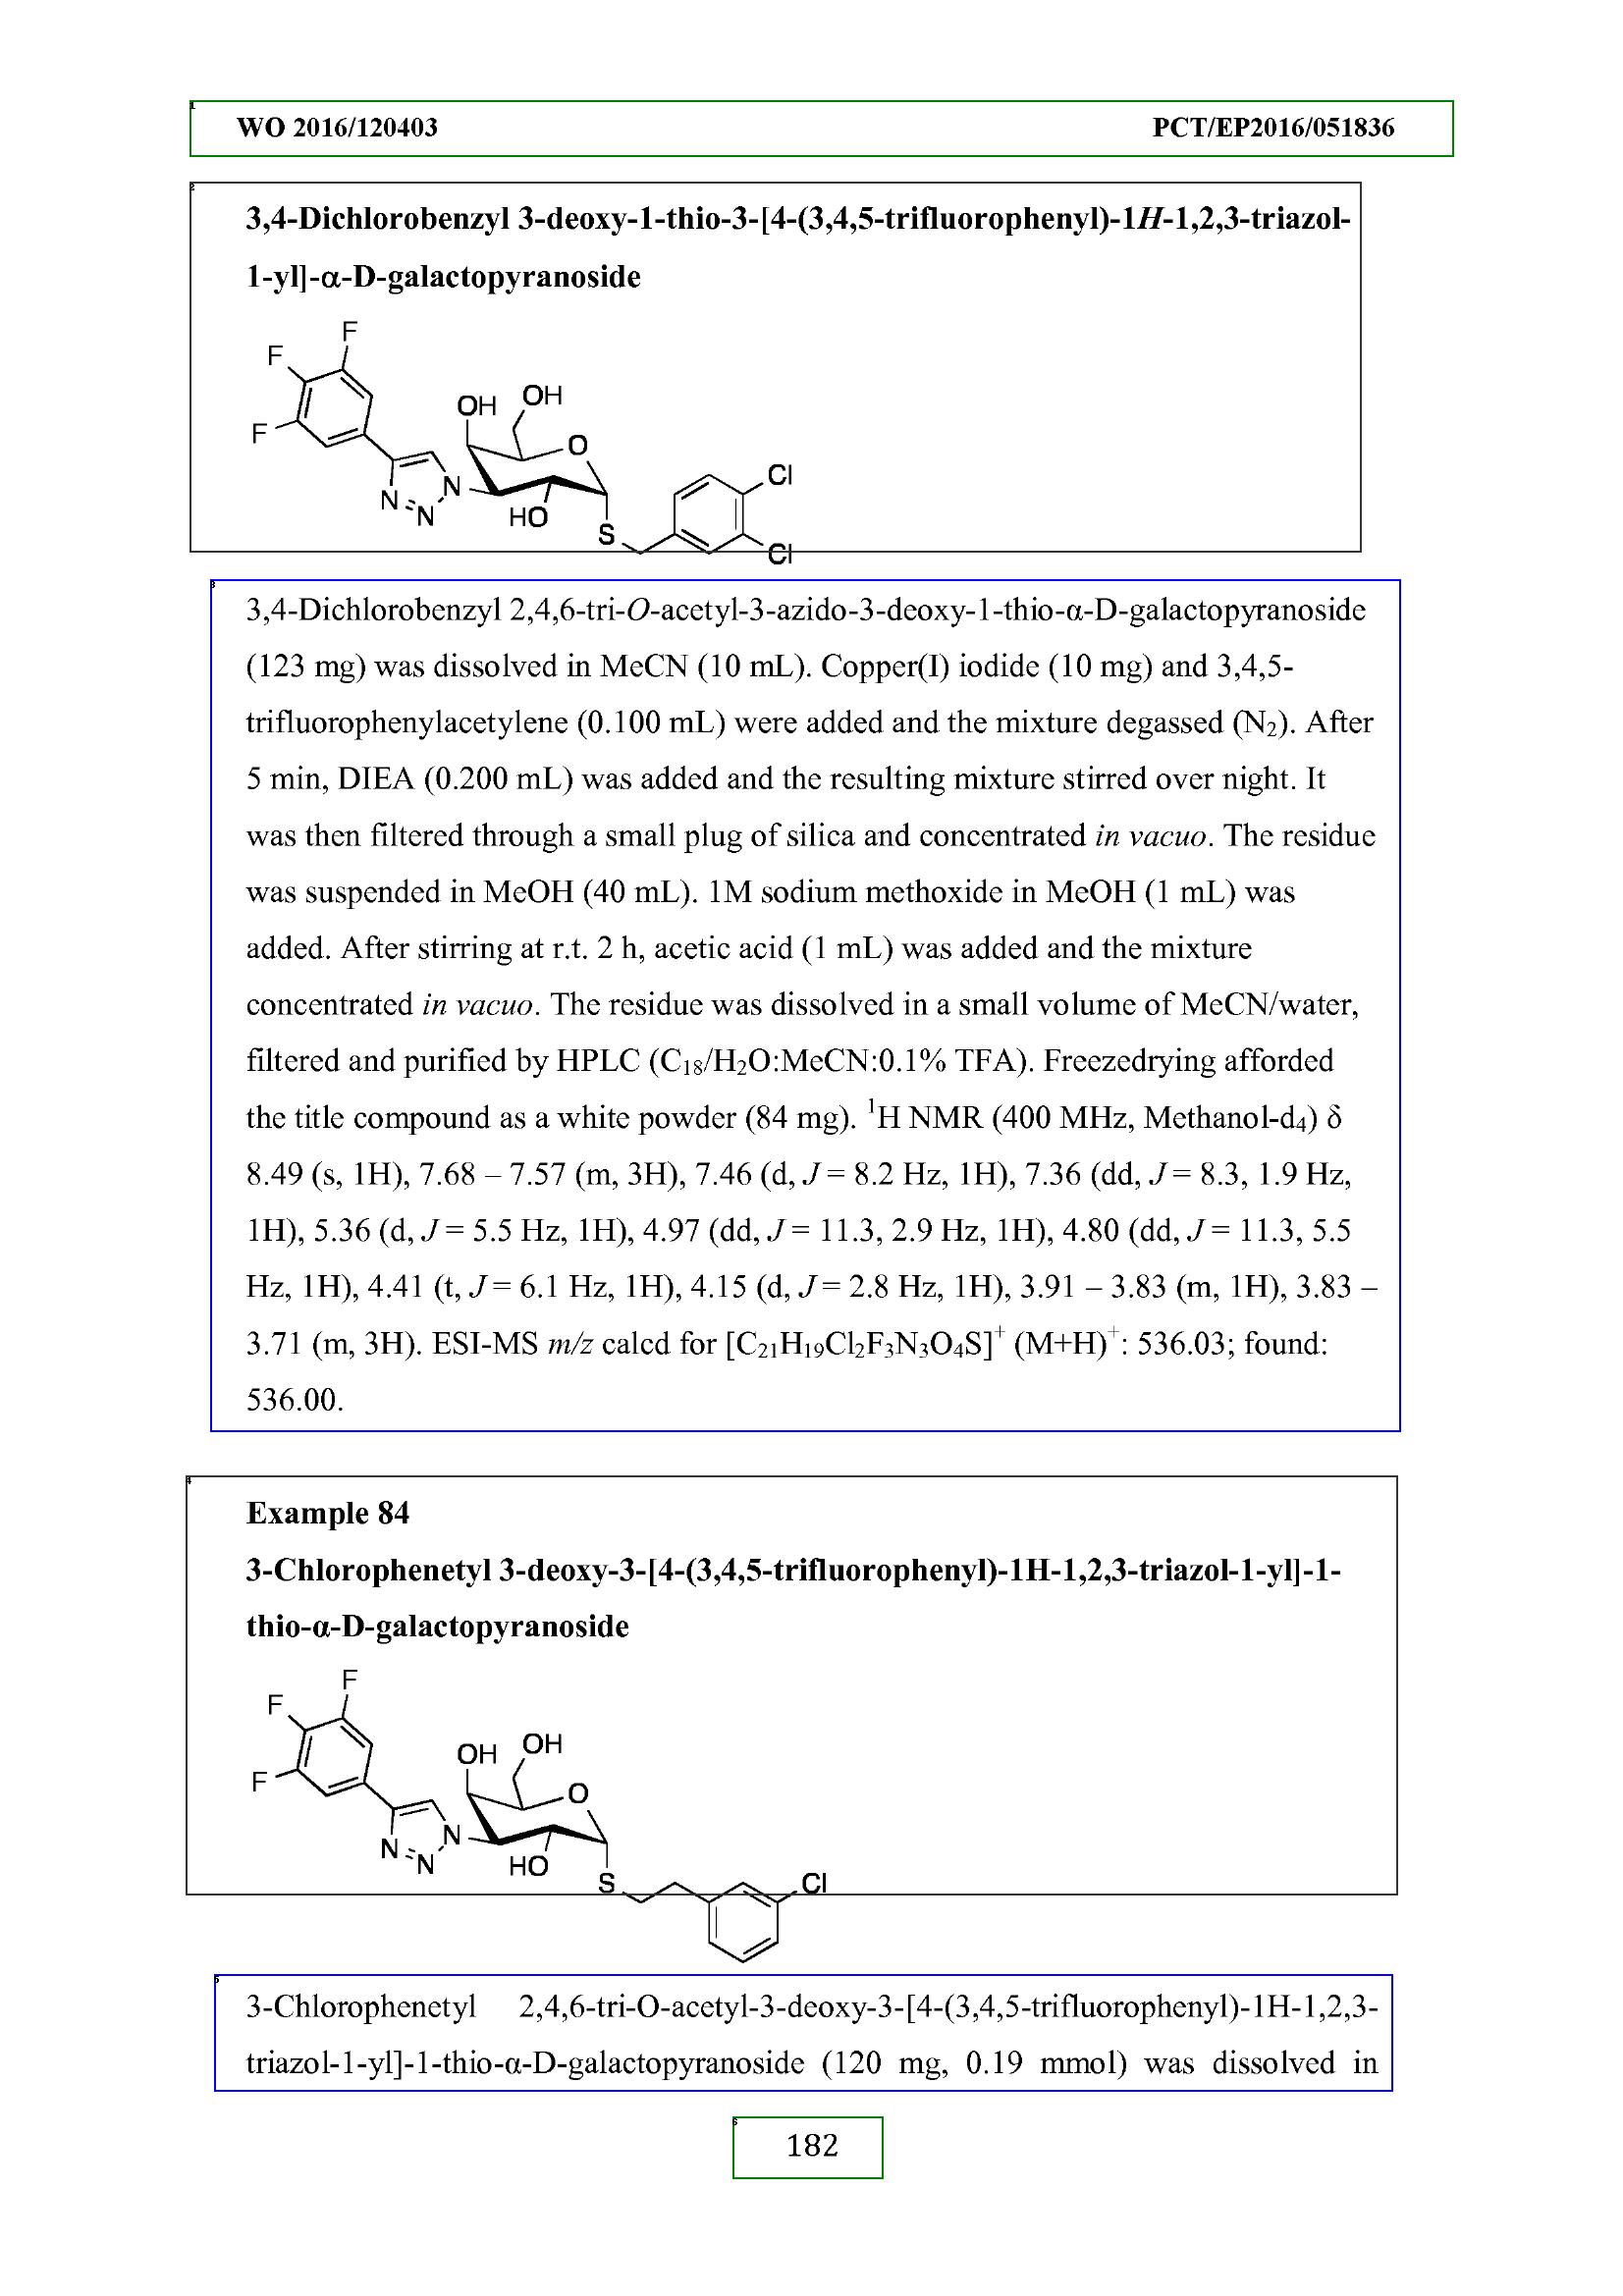 WO 2016/120403 PCT/EP2016/051836
3,4-Dichlorobenzyl 3-deoxy-1-thio-3-[4-(3,4,5-trifluorophenyl)-1H-1,2,3-triazol-
1-yl]-α-D-galactopyranoside
F
F
F
OH
OH
O
N
N
N
HO
S
Cl
Cl
3,4-Dichlorobenzyl 2,4,6-tri-O-acetyl-3-azido-3-deoxy-1-thio-α-D-galactopyranoside
(123 mg) was dissolved in MeCN (10 mL). Copper(I) iodide (10 mg) and 3,4,5-
trifluorophenylacetylene (0.100 mL) were added and the mixture degassed (N₂). After
5 min, DIEA (0.200 mL) was added and the resulting mixture stirred over night. It
was then filtered through a small plug of silica and concentrated in vacuo. The residue
was suspended in MeOH (40 mL). 1M sodium methoxide in MeOH (1 mL) was
added. After stirring at r.t. 2 h, acetic acid (1 mL) was added and the mixture
concentrated in vacuo. The residue was dissolved in a small volume of MeCN/water,
filtered and purified by HPLC (C₁₈/H₂O:MeCN:0.1% TFA). Freezedrying afforded
the title compound as a white powder (84 mg). ¹H NMR (400 MHz, Methanol-d₄) δ
8.49 (s, 1H), 7.68 – 7.57 (m, 3H), 7.46 (d, J = 8.2 Hz, 1H), 7.36 (dd, J = 8.3, 1.9 Hz,
1H), 5.36 (d, J = 5.5 Hz, 1H), 4.97 (dd, J = 11.3, 2.9 Hz, 1H), 4.80 (dd, J = 11.3, 5.5
Hz, 1H), 4.41 (t, J = 6.1 Hz, 1H), 4.15 (d, J = 2.8 Hz, 1H), 3.91 – 3.83 (m, 1H), 3.83 –
3.71 (m, 3H). ESI-MS m/z calcd for [C₂₁H₁₉Cl₂F₃N₃O₄S]⁺ (M+H)⁺: 536.03; found:
536.00.
Example 84
3-Chlorophenetyl 3-deoxy-3-[4-(3,4,5-trifluorophenyl)-1H-1,2,3-triazol-1-yl]-1-
thio-α-D-galactopyranoside
F
F
F
OH
OH
O
N
N
N
HO
S
Cl
3-Chlorophenetyl 2,4,6-tri-O-acetyl-3-deoxy-3-[4-(3,4,5-trifluorophenyl)-1H-1,2,3-
triazol-1-yl]-1-thio-α-D-galactopyranoside (120 mg, 0.19 mmol) was dissolved in
182